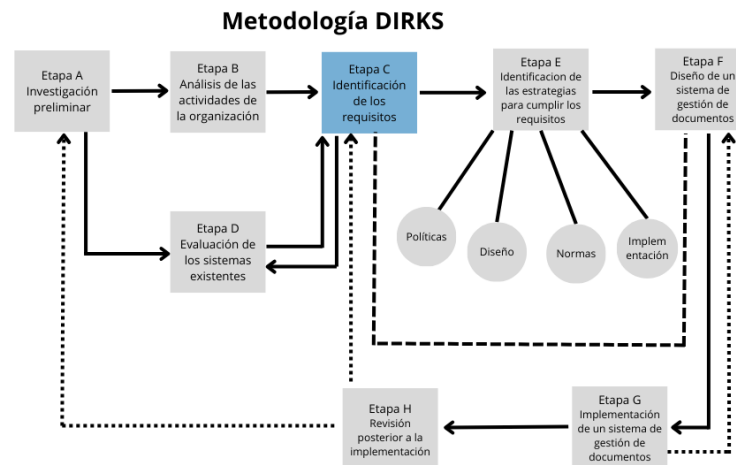 Metodología DIRKS
Etapa A
Investigación
preliminar
Etapa B
Análisis de las
actividades de
la organización
Etapa C
Identificación
de los
requisitos
Etapa E
Identificacion de
las estrategias
para cumplir los
requisitos
Etapa F
Diseño de un
sistema de
gestión de
documentos
Etapa D
Evaluación de
los sistemas
existentes
Políticas
Diseño
Normas
Implem
entación
Etapa H
Revisión
posterior a la
implementación
Etapa G
Implementación
de un sistema de
gestión de
documentos